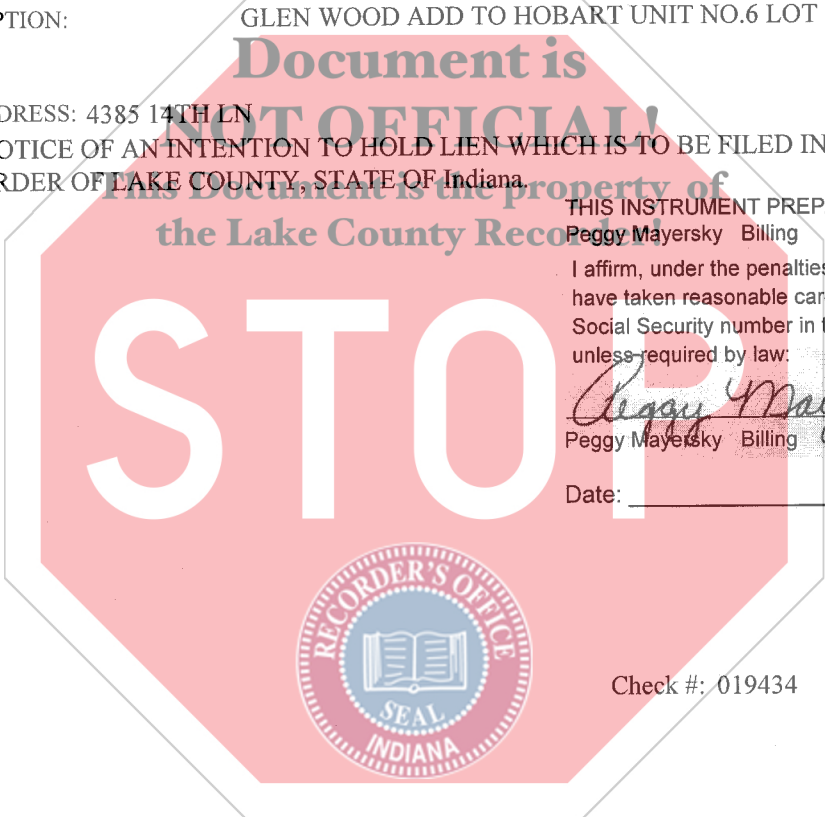 PTION: GLEN WOOD ADD TO HOBART UNIT NO.6 LOT
Document is
DRESS: 4385 14TH LN
NOT OFFICIAL!
OTICE OF AN INTENTION TO HOLD LIEN WHICH IS TO BE FILED IN
RDER OF LAKE COUNTY, STATE OF Indiana.
This Document is the property of
the Lake County Recorder!
THIS INSTRUMENT PREP
Peggy Mayersky Billing
I affirm, under the penalties
have taken reasonable car
Social Security number in t
unless required by law:
Peggy May
Peggy Mayersky Billing
Date:
STOP
RECORDER'S OFFICE
SEAL
INDIANA
Check #: 019434